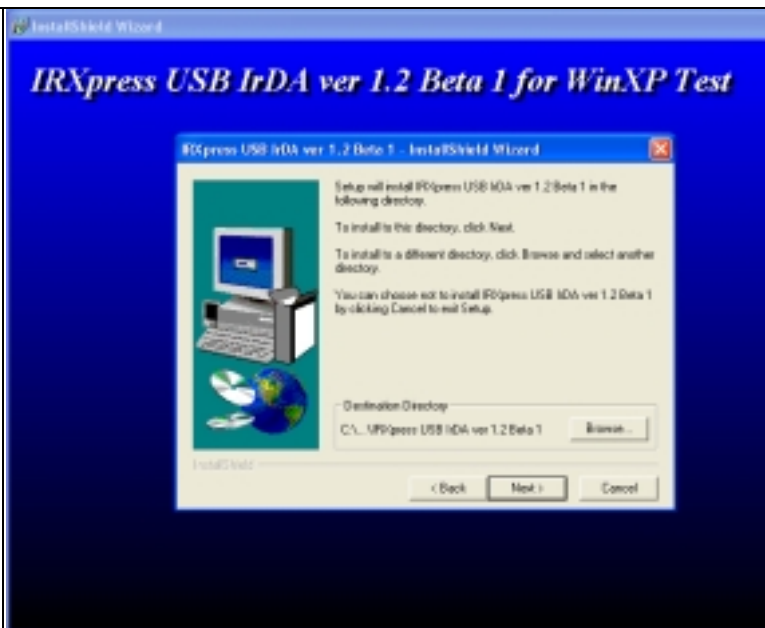 InstallShield Wizard
IRXpress USB IrDA ver 1.2 Beta 1 for WinXP Test
IRXpress USB IrDA ver 1.2 Beta 1 - InstallShield Wizard
Setup will install IRXpress USB IrDA ver 1.2 Beta 1 in the
following directory.
To install to this directory, click Next.
To install to a different directory, click Browse and select another
directory.
You can choose not to install IRXpress USB IrDA ver 1.2 Beta 1
by clicking Cancel to exit Setup.
Destination Directory
C:\...\IRXpress USB IrDA ver 1.2 Beta 1
Browse...
InstallShield
< Back
Next >
Cancel